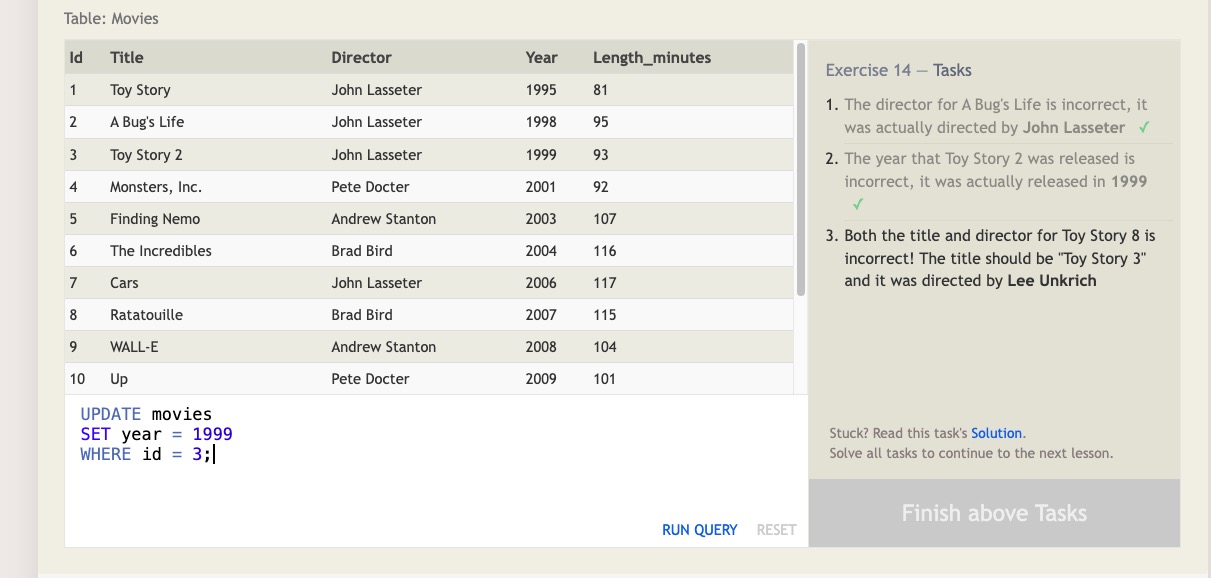 Table: Movies
Id Title Director Year Length_minutes
1 Toy Story John Lasseter 1995 81
2 A Bug's Life John Lasseter 1998 95
3 Toy Story 2 John Lasseter 1999 93
4 Monsters, Inc. Pete Docter 2001 92
5 Finding Nemo Andrew Stanton 2003 107
6 The Incredibles Brad Bird 2004 116
7 Cars John Lasseter 2006 117
8 Ratatouille Brad Bird 2007 115
9 WALL-E Andrew Stanton 2008 104
10 Up Pete Docter 2009 101
UPDATE movies
SET year = 1999
WHERE id = 3;
RUN QUERY RESET
Exercise 14 — Tasks
1. The director for A Bug's Life is incorrect, it
was actually directed by John Lasseter ✓
2. The year that Toy Story 2 was released is
incorrect, it was actually released in 1999
✓
3. Both the title and director for Toy Story 8 is
incorrect! The title should be "Toy Story 3"
and it was directed by Lee Unkrich
Stuck? Read this task's Solution.
Solve all tasks to continue to the next lesson.
Finish above Tasks